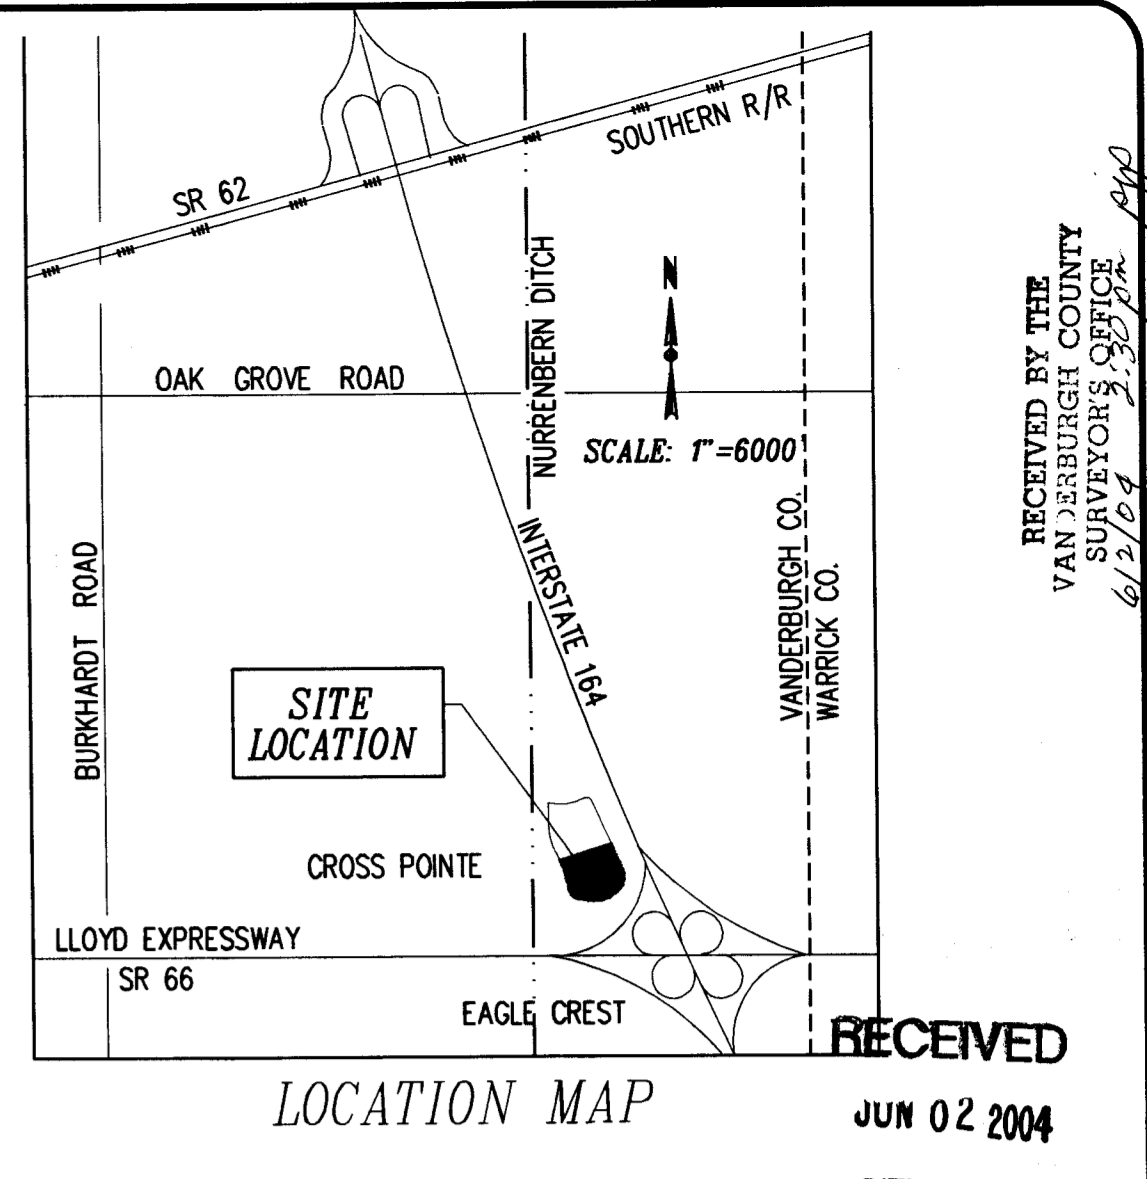 SR 62
SOUTHERN R/R
NURRENBERN DITCH
N
OAK GROVE ROAD
SCALE: 1"=6000'
BURKHARDT ROAD
INTERSTATE 164
VANDERBURGH CO.
WARRICK CO.
SITE
LOCATION
CROSS POINTE
LLOYD EXPRESSWAY
SR 66
EAGLE CREST
LOCATION MAP
RECEIVED
JUN 02 2004
RECEIVED BY THE
VANDERBURGH COUNTY
SURVEYOR'S OFFICE
6/2/04 2:30 pm